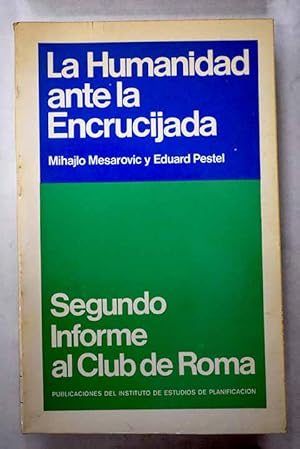 La Humanidad
ante la
Encrucijada
Mihajlo Mesarovic y Eduard Pestel
Segundo
Informe
al Club de Roma
PUBLICACIONES DEL INSTITUTO DE ESTUDIOS DE PLANIFICACION